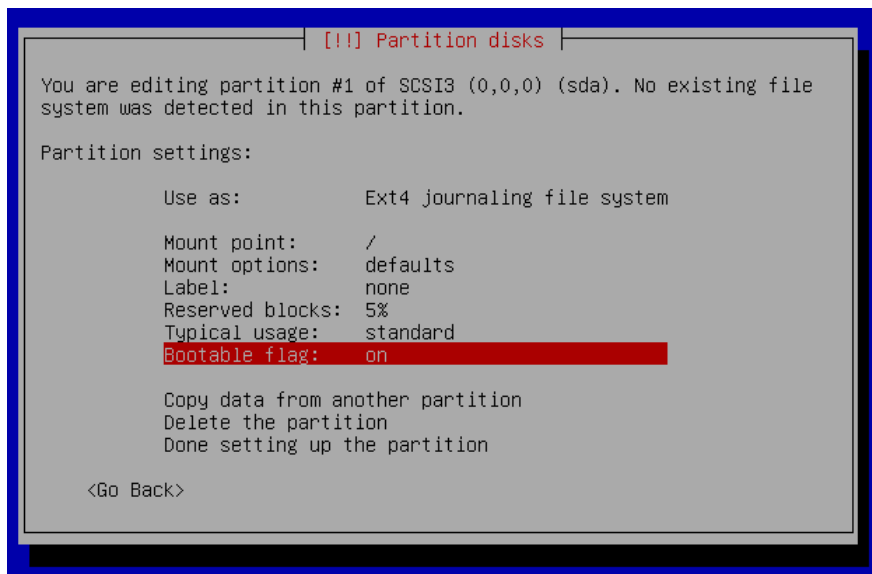 [!!] Partition disks
You are editing partition #1 of SCSI3 (0,0,0) (sda). No existing file
system was detected in this partition.
Partition settings:
Use as: Ext4 journaling file system
Mount point: /
Mount options: defaults
Label: none
Reserved blocks: 5%
Typical usage: standard
Bootable flag: on
Copy data from another partition
Delete the partition
Done setting up the partition
<Go Back>